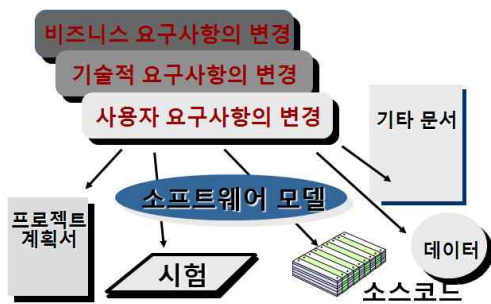 비즈니스 요구사항의 변경
기술적 요구사항의 변경
사용자 요구사항의 변경
기타 문서
소프트웨어 모델
프로젝트
계획서
시험
데이터
소스코드